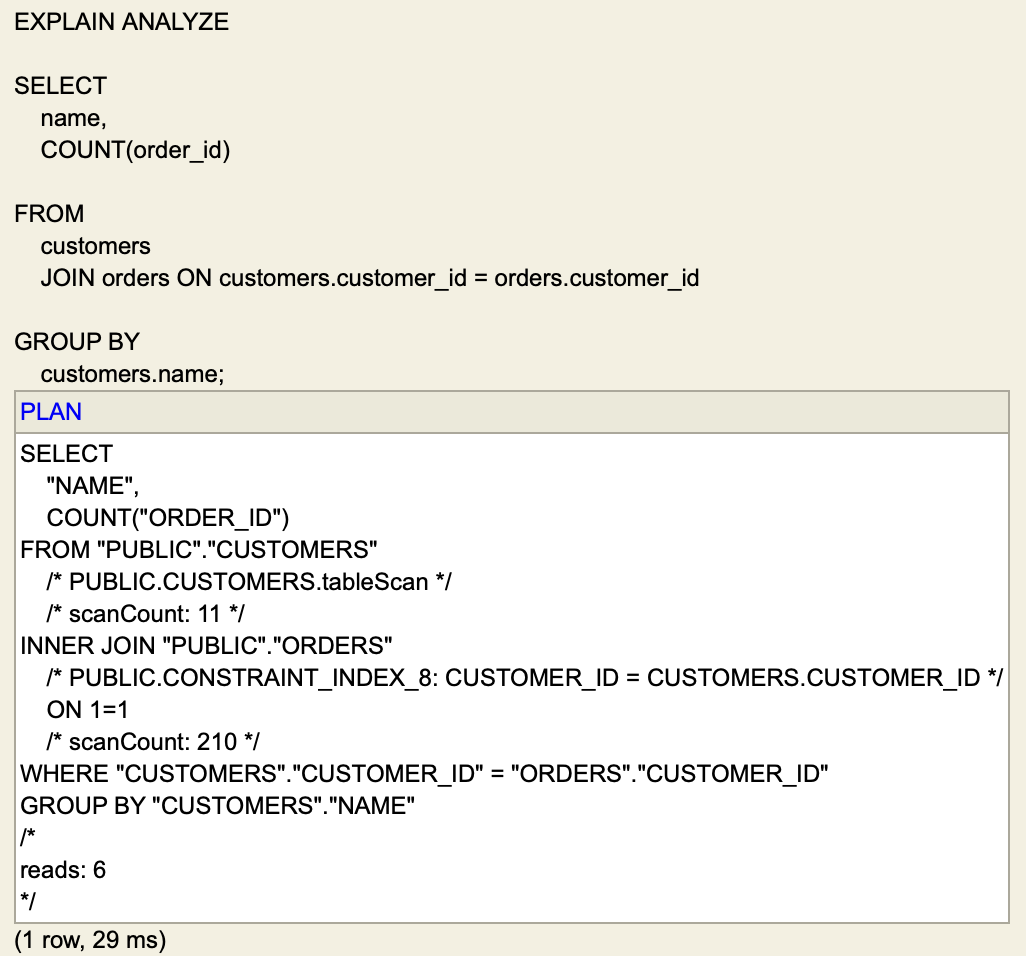 EXPLAIN ANALYZE
SELECT
name,
COUNT(order_id)
FROM
customers
JOIN orders ON customers.customer_id = orders.customer_id
GROUP BY
customers.name;
PLAN
SELECT
"NAME",
COUNT("ORDER_ID")
FROM "PUBLIC"."CUSTOMERS"
/* PUBLIC.CUSTOMERS.tableScan */
/* scanCount: 11 */
INNER JOIN "PUBLIC"."ORDERS"
/* PUBLIC.CONSTRAINT_INDEX_8: CUSTOMER_ID = CUSTOMERS.CUSTOMER_ID */
ON 1=1
/* scanCount: 210 */
WHERE "CUSTOMERS"."CUSTOMER_ID" = "ORDERS"."CUSTOMER_ID"
GROUP BY "CUSTOMERS"."NAME"
/*
reads: 6
*/
(1 row, 29 ms)